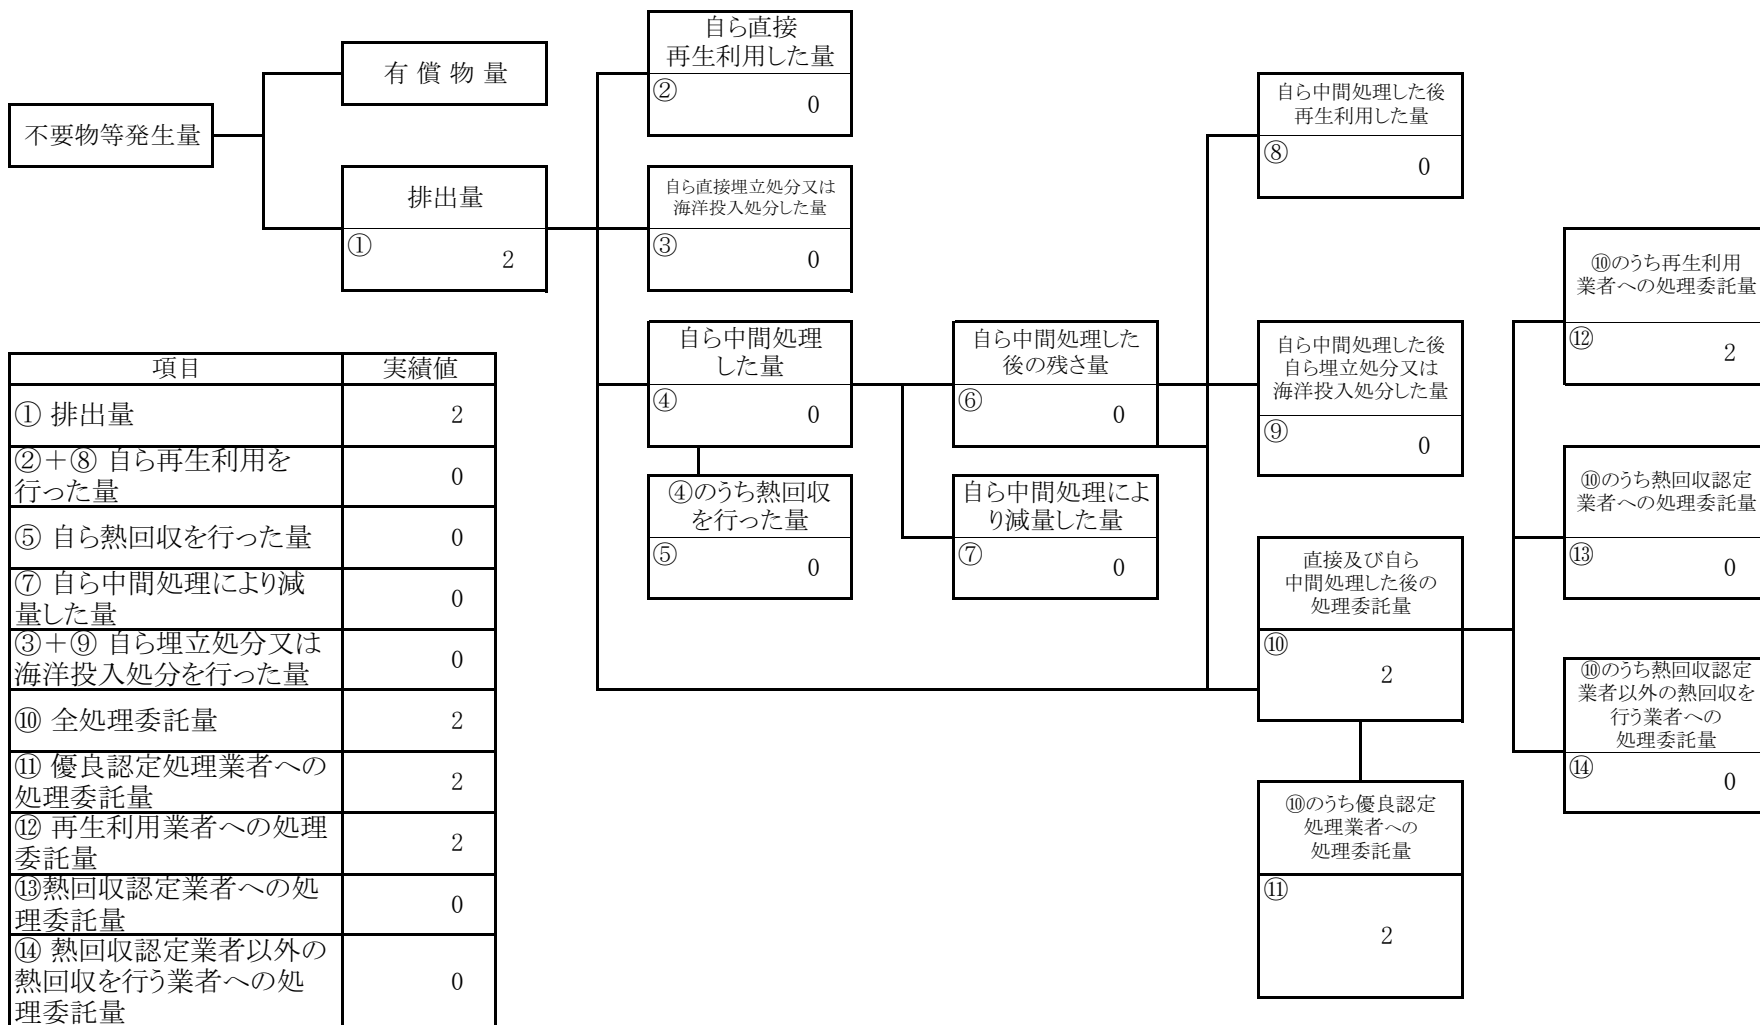 不要物等発生量
有 償 物 量
排出量
①
2
自ら直接
再生利用した量
②
0
自ら直接埋立処分又は
海洋投入処分した量
③
0
自ら中間処理
した量
④
0
④のうち熱回収
を行った量
⑤
0
自ら中間処理した
後の残さ量
⑥
0
自ら中間処理によ
り減量した量
⑦
0
自ら中間処理した後
再生利用した量
⑧
0
自ら中間処理した後
自ら埋立処分又は
海洋投入処分した量
⑨
0
直接及び自ら
中間処理した後の
処理委託量
⑩
2
⑩のうち優良認定
処理業者への
処理委託量
⑪
2
⑩のうち再生利用
業者への処理委託量
⑫
2
⑩のうち熱回収認定
業者への処理委託量
⑬
0
⑩のうち熱回収認定
業者以外の熱回収を
行う業者への
処理委託量
⑭
0
項目 実績値
① 排出量 2
②+⑧ 自ら再生利用を
行った量 0
⑤ 自ら熱回収を行った量 0
⑦ 自ら中間処理により減
量した量 0
③+⑨ 自ら埋立処分又は
海洋投入処分を行った量 0
⑩ 全処理委託量 2
⑪ 優良認定処理業者への
処理委託量 2
⑫ 再生利用業者への処理
委託量 2
⑬熱回収認定業者への処
理委託量 0
⑭ 熱回収認定業者以外の
熱回収を行う業者への処
理委託量 0